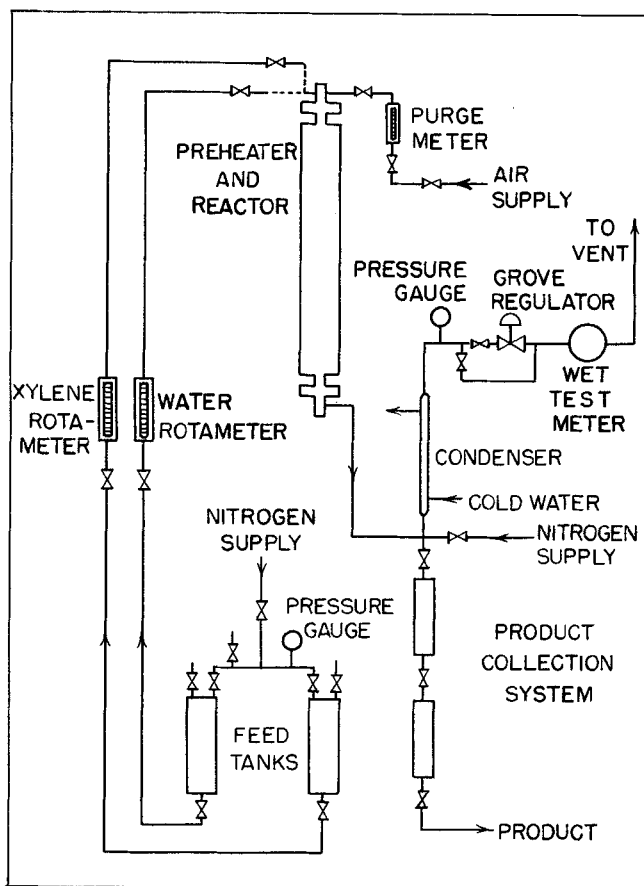 PURGE
METER
PREHEATER
AND
REACTOR
AIR
SUPPLY
TO
VENT
PRESSURE
GAUGE
GROVE
REGULATOR
XYLENE
ROTA-
METER
WATER
ROTAMETER
WET
TEST
METER
CONDENSER
COLD WATER
NITROGEN
SUPPLY
NITROGEN
SUPPLY
PRESSURE
GAUGE
PRODUCT
COLLECTION
SYSTEM
FEED
TANKS
PRODUCT